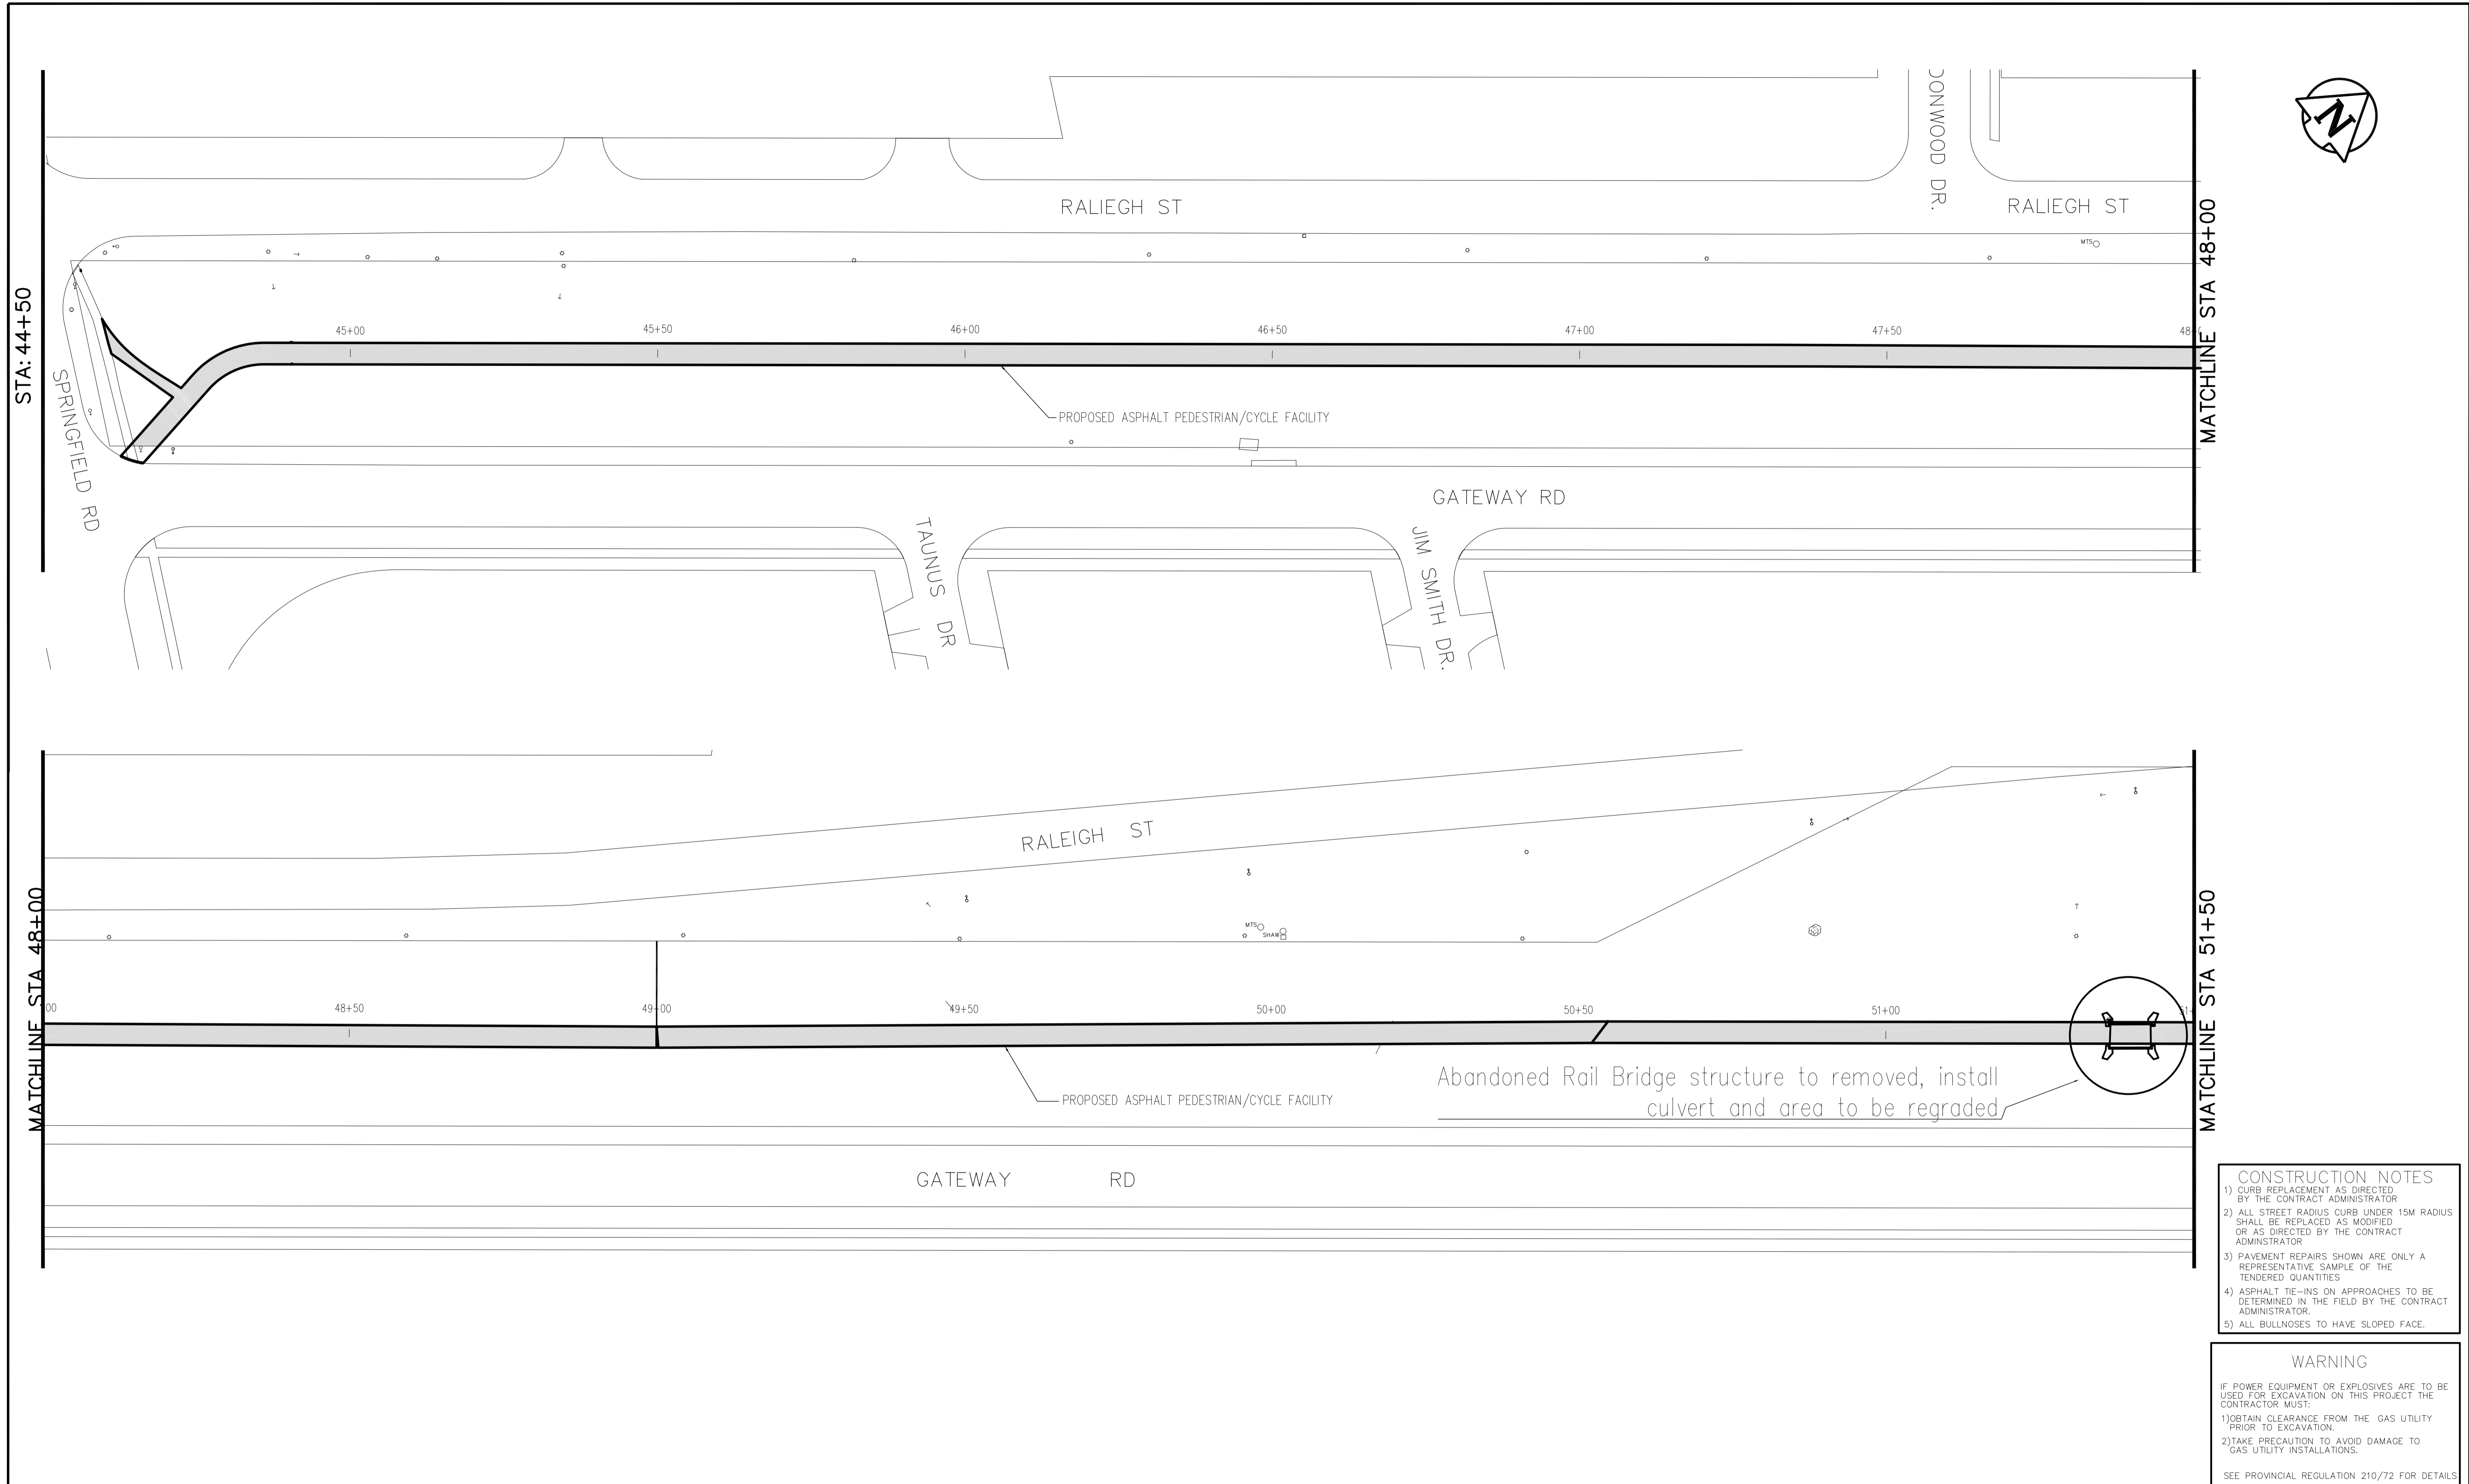 N
OONWOOD DR.
RALIEGH ST
RALIEGH ST
MTS
STA: 44+50
MATCHLINE STA 48+00
45+00
45+50
46+00
46+50
47+00
47+50
SPRINGFIELD RD
PROPOSED ASPHALT PEDESTRIAN/CYCLE FACILITY
GATEWAY RD
TAUNUS DR
JIM SMITH DR.
RALEIGH ST
MTS
SHAW
MATCHLINE STA 48+00
MATCHLINE STA 51+50
00
48+50
49+00
49+50
50+00
50+50
51+00
51+
Abandoned Rail Bridge structure to removed, install
culvert and area to be regraded
PROPOSED ASPHALT PEDESTRIAN/CYCLE FACILITY
GATEWAY RD
CONSTRUCTION NOTES
1) CURB REPLACEMENT AS DIRECTED
BY THE CONTRACT ADMINISTRATOR
2) ALL STREET RADIUS CURB UNDER 15M RADIUS
SHALL BE REPLACED AS MODIFIED
OR AS DIRECTED BY THE CONTRACT
ADMINSTRATOR
3) PAVEMENT REPAIRS SHOWN ARE ONLY A
REPRESENTATIVE SAMPLE OF THE
TENDERED QUANTITIES
4) ASPHALT TIE-INS ON APPROACHES TO BE
DETERMINED IN THE FIELD BY THE CONTRACT
ADMINISTRATOR.
5) ALL BULLNOSES TO HAVE SLOPED FACE.
WARNING
IF POWER EQUIPMENT OR EXPLOSIVES ARE TO BE
USED FOR EXCAVATION ON THIS PROJECT THE
CONTRACTOR MUST:
1)OBTAIN CLEARANCE FROM THE GAS UTILITY
PRIOR TO EXCAVATION.
2)TAKE PRECAUTION TO AVOID DAMAGE TO
GAS UTILITY INSTALLATIONS.
SEE PROVINCIAL REGULATION 210/72 FOR DETAILS